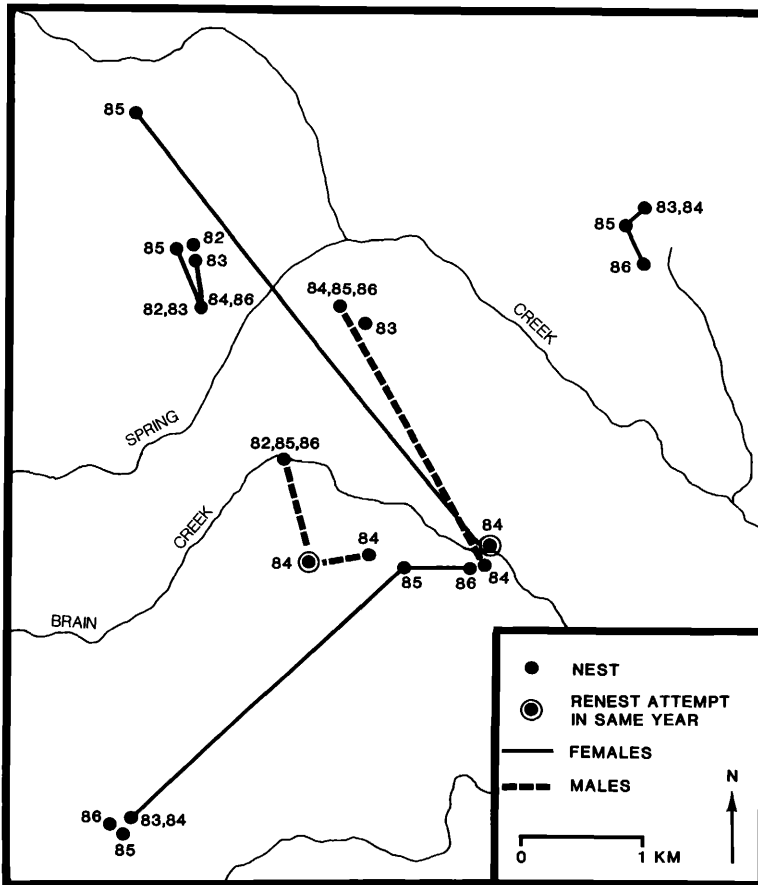 85
83,84
85
86
82
85
83
82,83
84,86
84,85,86
83
CREEK
SPRING
82,85,86
CREEK
84
84
84
85
86
84
BRAIN
86
83,84
85
NEST
RENEST ATTEMPT
IN SAME YEAR
FEMALES
MALES
N
0
1 KM